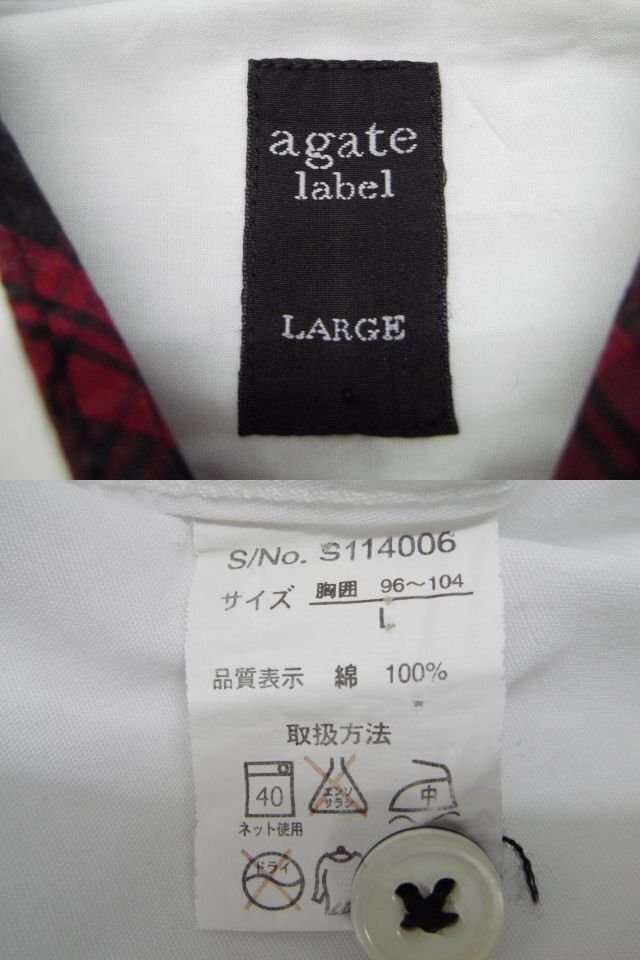 agate
label
LARGE
S/No. S114006
サイズ 胸囲 96～104
L
品質表示 綿 100%
取扱方法
40
エンソ
サラシ
中
ネット使用
ドライ